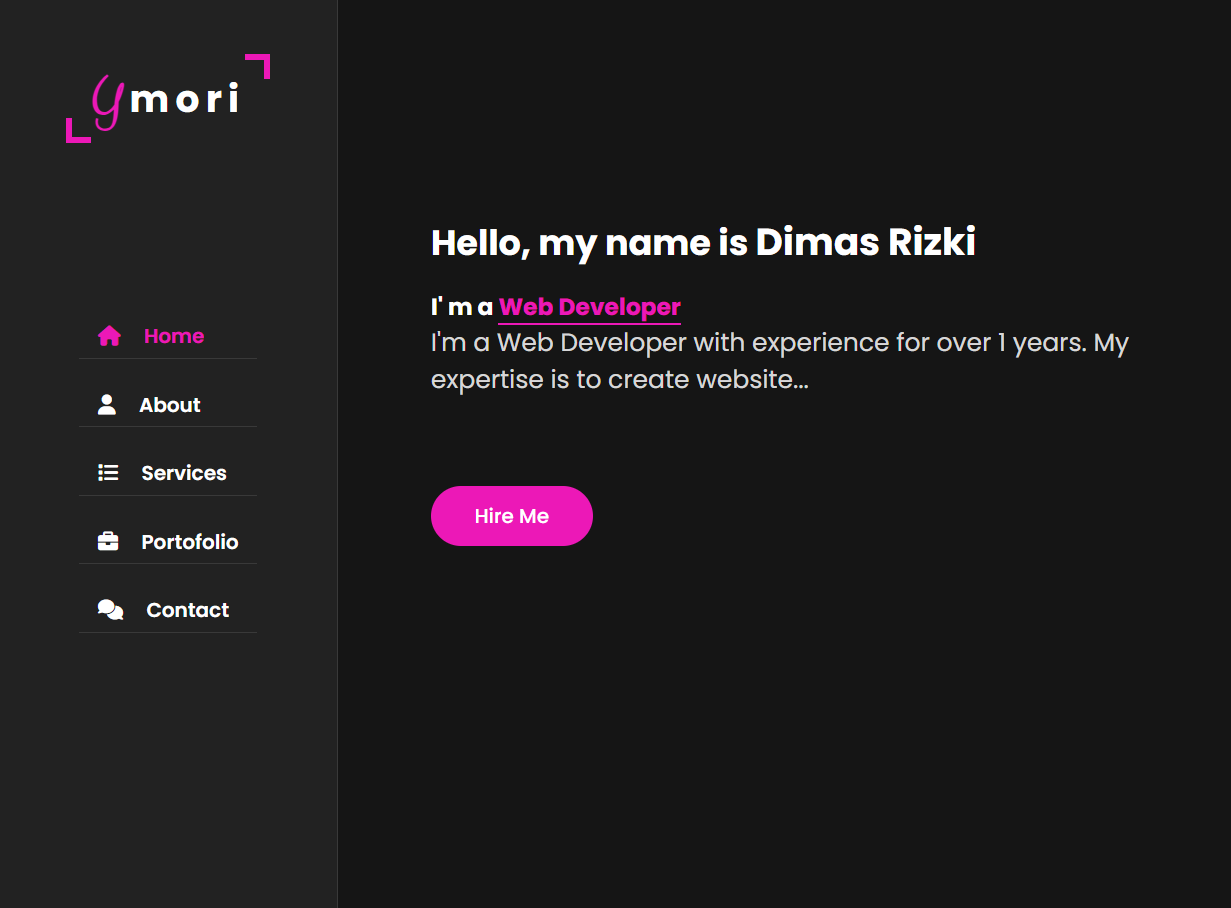 Ymori
Home
About
Services
Portofolio
Contact
Hello, my name is Dimas Rizki
I' m a Web Developer
I'm a Web Developer with experience for over 1 years. My
expertise is to create website...
Hire Me